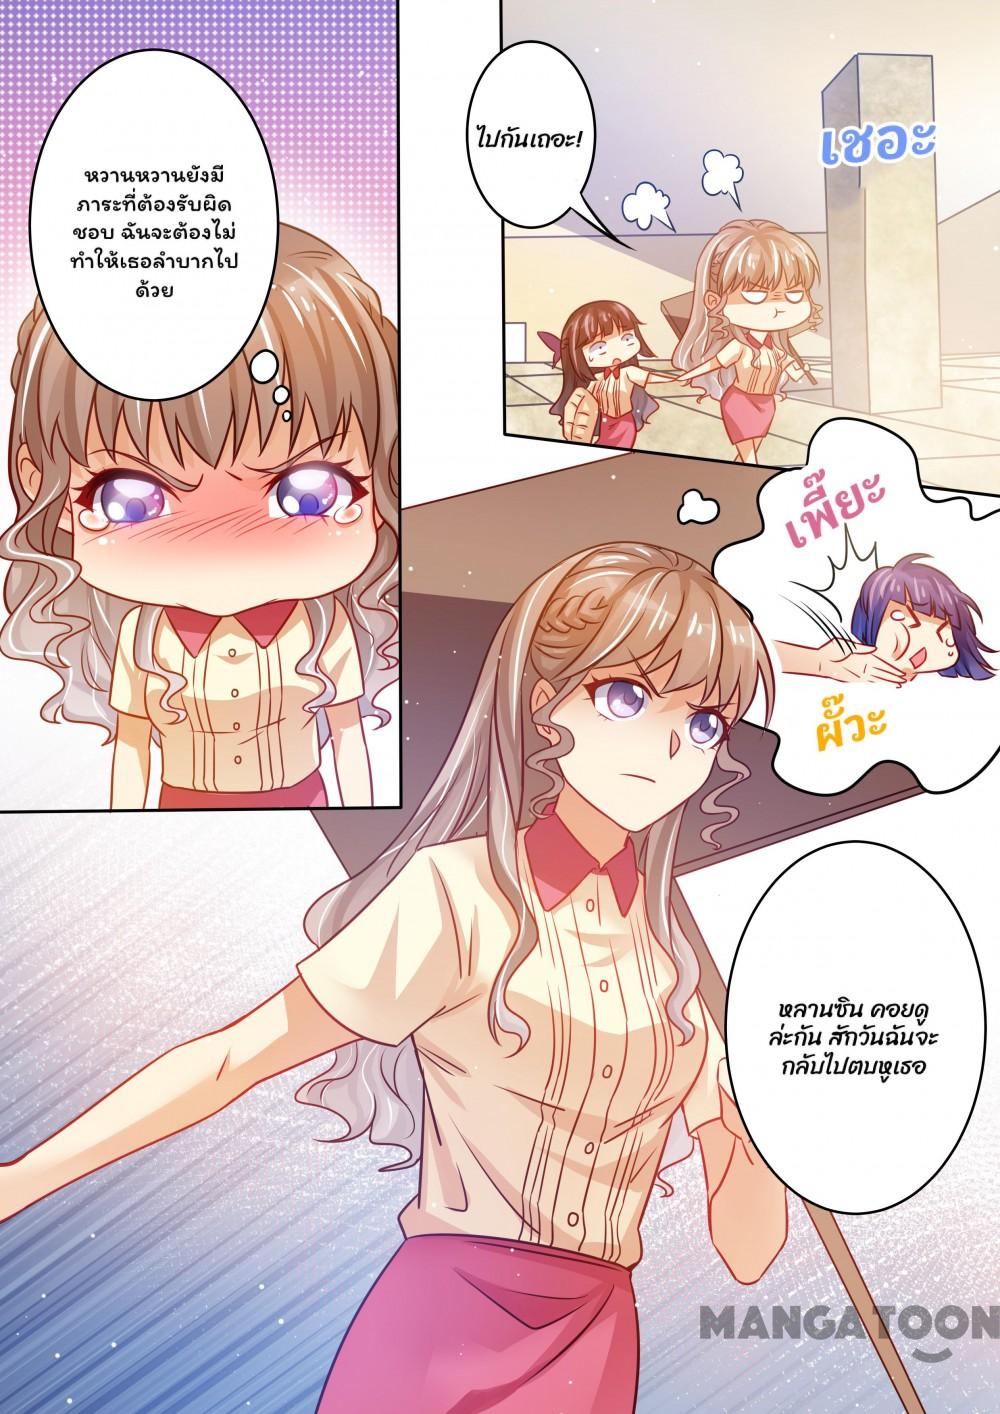 หวานหวานยังมี
ภาระที่ต้องรับผิด
ชอบ ฉันจะต้องไม่
ทำให้เธอลำบากไป
ด้วย
ไปกันเถอะ!
เชอะ
เพี๊ยะ
ผั๊วะ
หลานซิน คอยดู
ล่ะกัน สักวันฉันจะ
กลับไปตบหูเธอ
MANGATOON